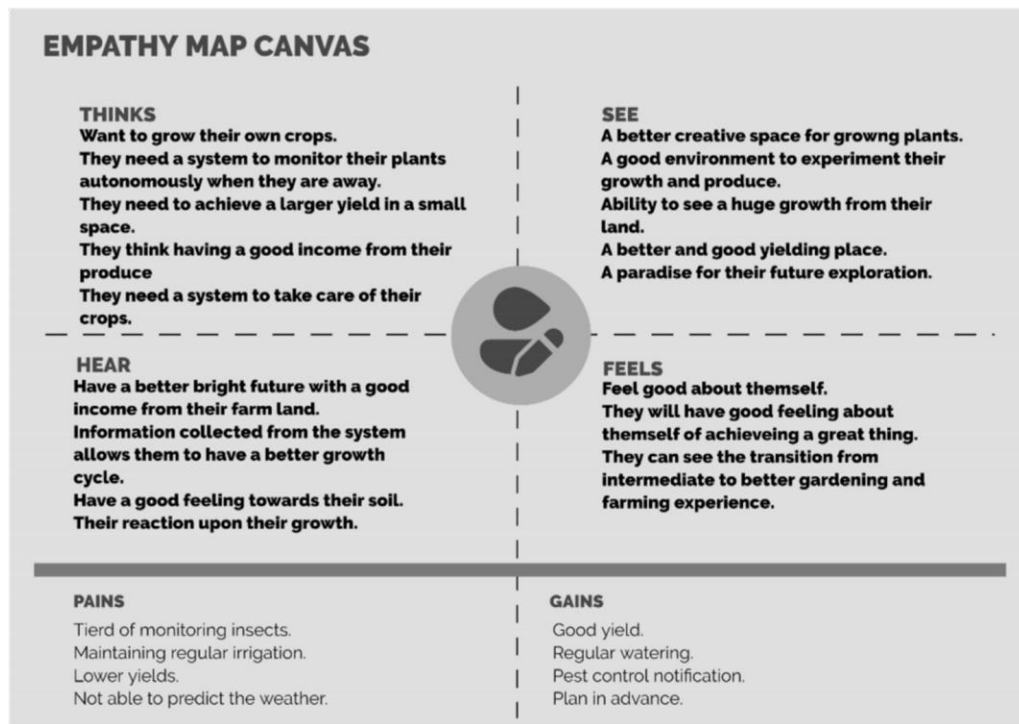 EMPATHY MAP CANVAS
THINKS
Want to grow their own crops.
They need a system to monitor their plants
autonomously when they are away.
They need to achieve a larger yield in a small
space.
They think having a good income from their
produce
They need a system to take care of their
crops.
SEE
A better creative space for growng plants.
A good environment to experiment their
growth and produce.
Ability to see a huge growth from their
land.
A better and good yielding place.
A paradise for their future exploration.
HEAR
Have a better bright future with a good
income from their farm land.
Information collected from the system
allows them to have a better growth
cycle.
Have a good feeling towards their soil.
Their reaction upon their growth.
FEELS
Feel good about themself.
They will have good feeling about
themself of achieveing a great thing.
They can see the transition from
intermediate to better gardening and
farming experience.
PAINS
Tierd of monitoring insects.
Maintaining regular irrigation.
Lower yields.
Not able to predict the weather.
GAINS
Good yield.
Regular watering.
Pest control notification.
Plan in advance.